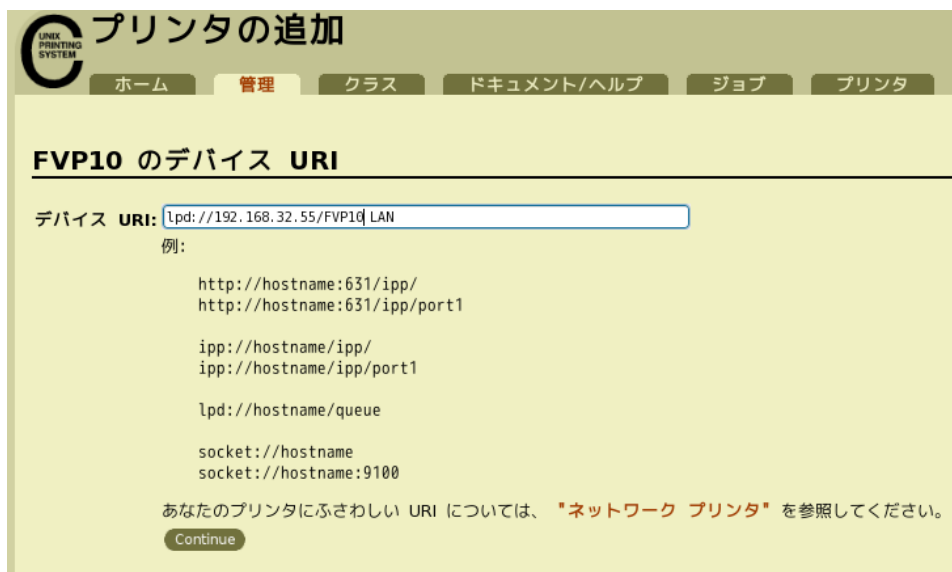 UNIX
PRINTING
SYSTEM
プリンタの追加
ホーム 管理 クラス ドキュメント/ヘルプ ジョブ プリンタ
FVP10 のデバイス URI
デバイス URI: lpd://192.168.32.55/FVP10 LAN
例:
http://hostname:631/ipp/
http://hostname:631/ipp/port1
ipp://hostname/ipp/
ipp://hostname/ipp/port1
lpd://hostname/queue
socket://hostname
socket://hostname:9100
あなたのプリンタにふさわしい URI については、 "ネットワーク プリンタ" を参照してください。
Continue